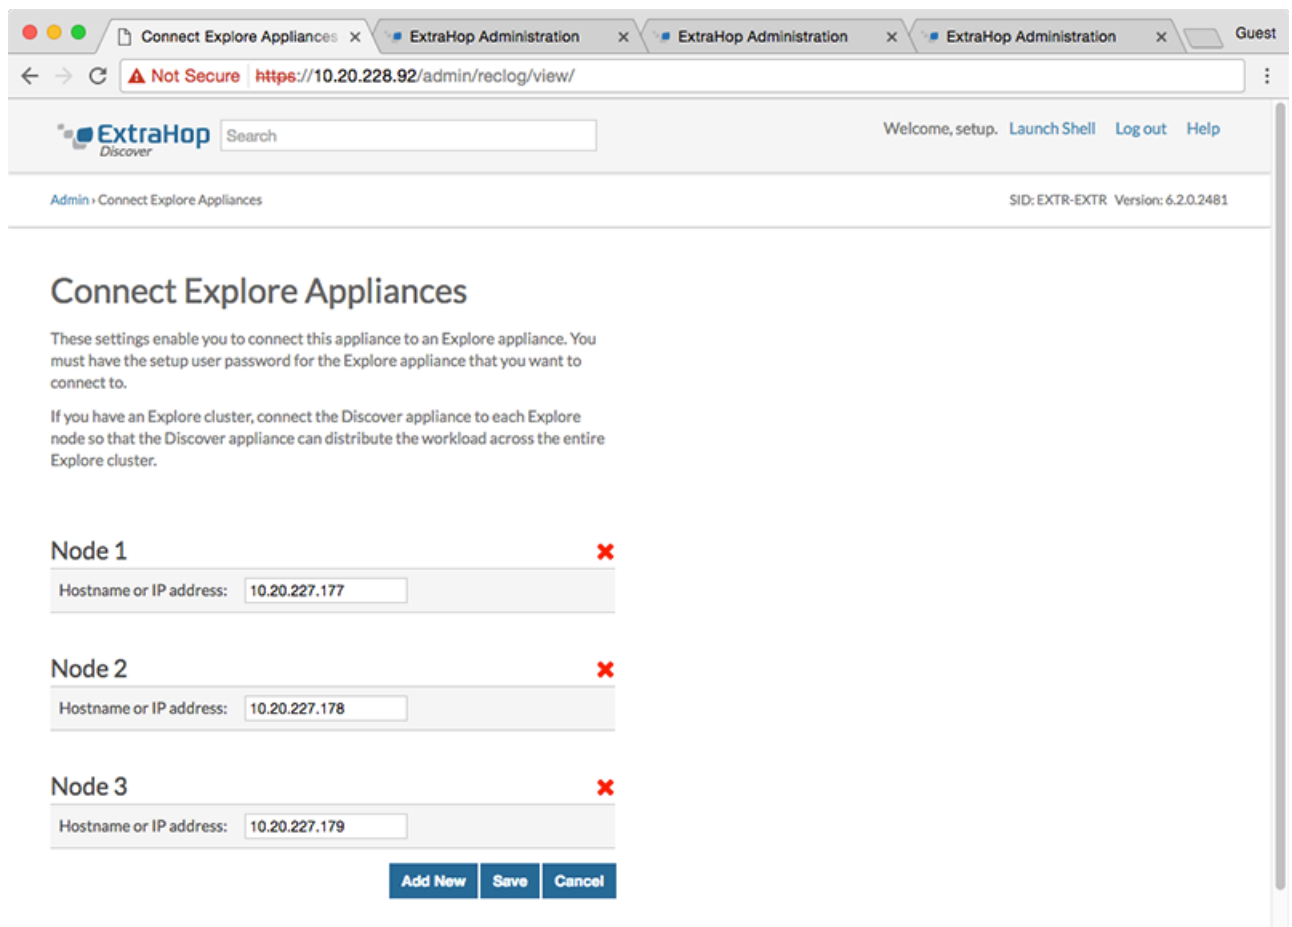 Connect Explore Appliances × ExtraHop Administration × ExtraHop Administration × ExtraHop Administration × Guest
Not Secure https://10.20.228.92/admin/reclog/view/
ExtraHop Discover Search Welcome, setup. Launch Shell Log out Help
Admin › Connect Explore Appliances SID: EXTR-EXTR Version: 6.2.0.2481
Connect Explore Appliances
These settings enable you to connect this appliance to an Explore appliance. You
must have the setup user password for the Explore appliance that you want to
connect to.
If you have an Explore cluster, connect the Discover appliance to each Explore
node so that the Discover appliance can distribute the workload across the entire
Explore cluster.
Node 1
Hostname or IP address: 10.20.227.177
Node 2
Hostname or IP address: 10.20.227.178
Node 3
Hostname or IP address: 10.20.227.179
Add New Save Cancel